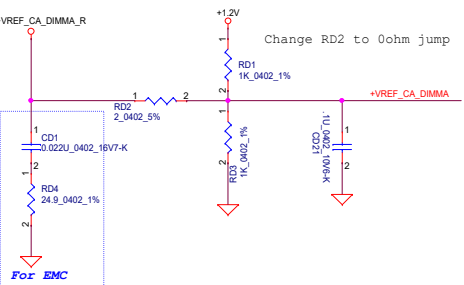 VREF_CA_DIMMA_R
+1.2V
Change RD2 to 0ohm jump
1
RD1
1K_0402_1%
2
+VREF_CA_DIMMA
1
2
RD2
2_0402_5%
1
CD1
0.022U_0402_16V7-K
2
1
RD4
24.9_0402_1%
2
1
RD3
1K_0402_1%
2
1
.1U_0402_10V6-K
CD21
2
For EMC